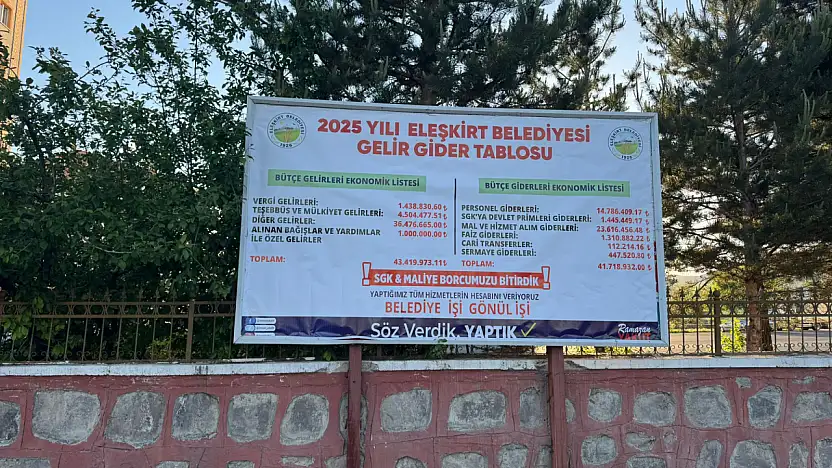 2025 YILI ELEŞKİRT BELEDİYESİ
GELİR GİDER TABLOSU
BÜTÇE GELİRLERİ EKONOMİK LİSTESİ
VERGİ GELİRLERİ: 1.438.830.60 ₺
TEŞEBÜS VE MÜLKİYET GELİRLERİ: 4.504.477.51 ₺
DİĞER GELİRLER: 36.476.665.00 ₺
ALINAN BAĞIŞLAR VE YARDIMLAR 1.000.000.00 ₺
İLE ÖZEL GELİRLER
TOPLAM: 43.419.973.11 ₺
BÜTÇE GİDERLERİ EKONOMİK LİSTESİ
PERSONEL GİDERLERİ: 14.786.409.17 ₺
SGK'YA DEVLET PRİMLERİ GİDERLERİ: 1.445.449.17 ₺
MAL VE HİZMET ALIM GİDERLERİ: 23.616.456.48 ₺
FAİZ GİDERLERİ: 1.310.882.22 ₺
CARİ TRANSFERLER: 112.214.16 ₺
SERMAYE GİDERLERİ: 447.520.80 ₺
TOPLAM: 41.718.932.00 ₺
SGK & MALİYE BORCUMUZU BİTİRDİK
YAPTIĞIMIZ TÜM HİZMETLERİN HESABINI VERİYORUZ
BELEDİYE İŞİ GÖNÜL İŞİ
Söz Verdik, YAPTIK
Ramazan